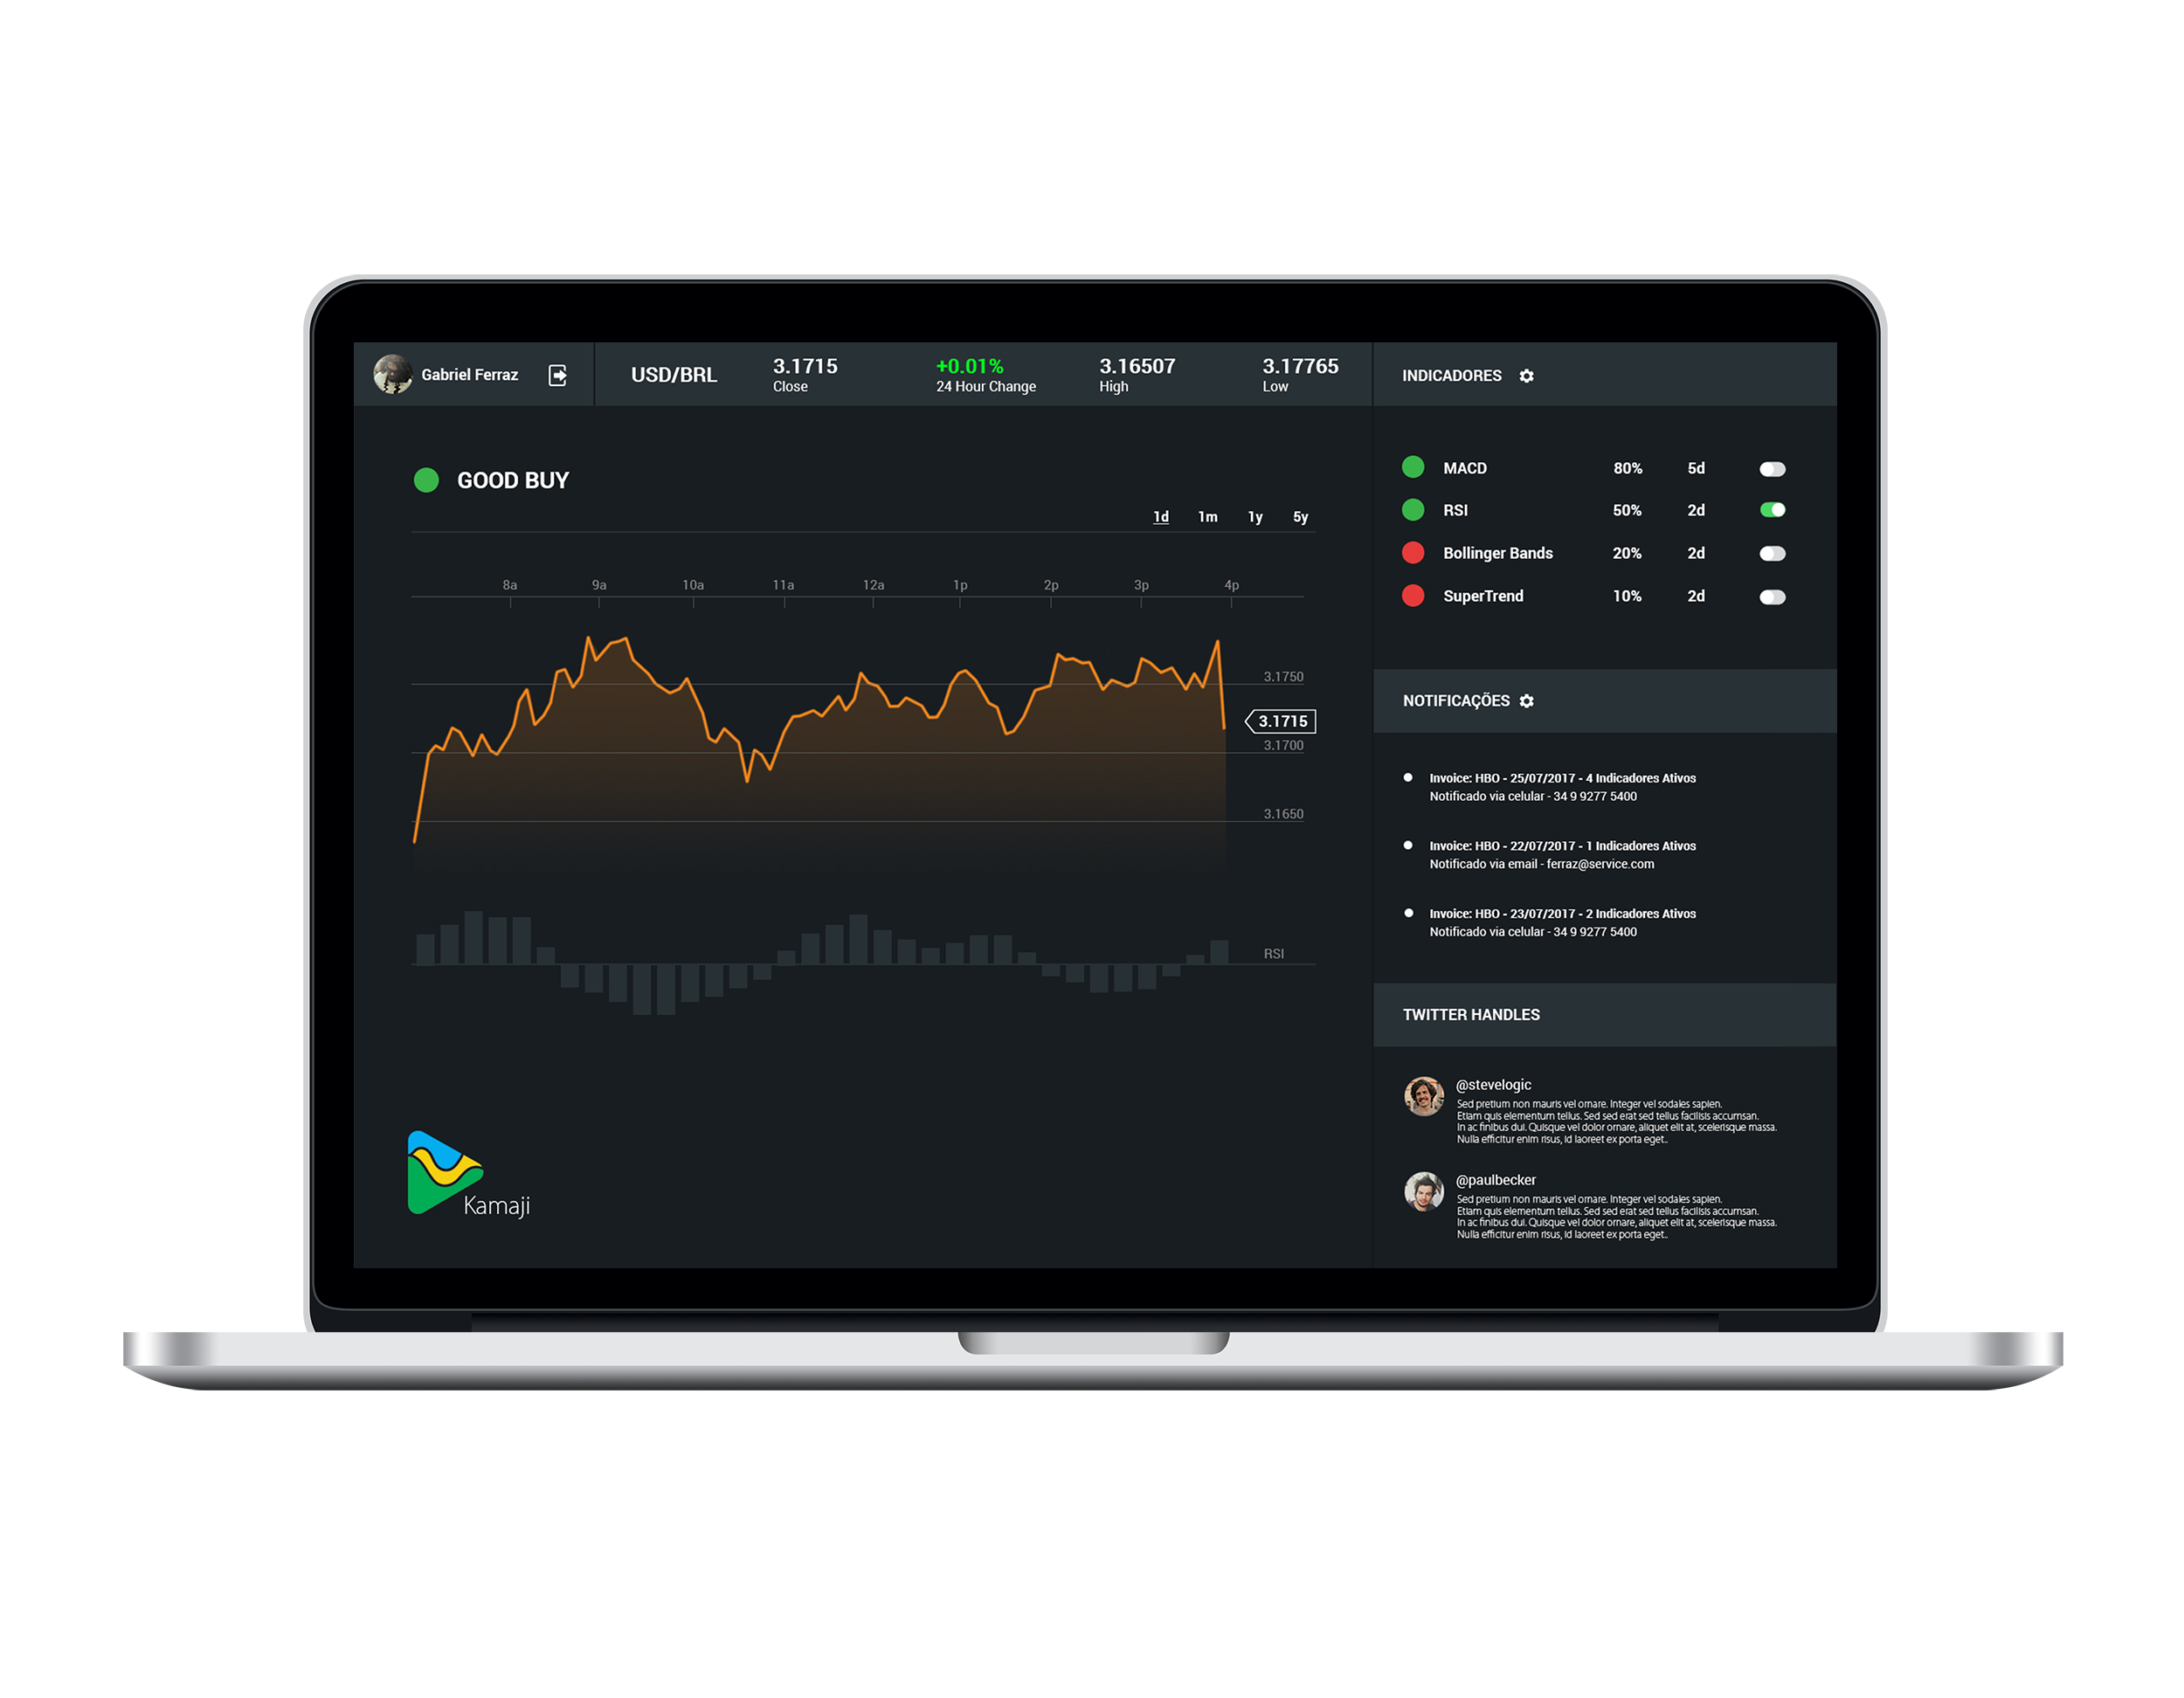 Gabriel Ferraz
USD/BRL
3.1715
Close
+0.01%
24 Hour Change
3.16507
High
3.17765
Low
GOOD BUY
1d 1m 1y 5y
8a 9a 10a 11a 12a 1p 2p 3p 4p
3.1750
3.1715
3.1700
3.1650
RSI
Kamaji
INDICADORES
MACD 80% 5d
RSI 50% 2d
Bollinger Bands 20% 2d
SuperTrend 10% 2d
NOTIFICAÇÕES
Invoice: HBO - 25/07/2017 - 4 Indicadores Ativos
Notificado via celular - 34 9 9277 5400
Invoice: HBO - 22/07/2017 - 1 Indicadores Ativos
Notificado via email - ferraz@service.com
Invoice: HBO - 23/07/2017 - 2 Indicadores Ativos
Notificado via celular - 34 9 9277 5400
TWITTER HANDLES
@stevelogic
Sed pretium non mauris vel ornare. Integer vel sodales sapien.
Etiam quis elementum tellus. Sed sed erat sed tellus facilisis accumsan.
In ac finibus dui. Quisque vel dolor ornare, aliquet elit at, scelerisque massa.
Nulla efficitur enim risus, id laoreet ex porta eget..
@paulbecker
Sed pretium non mauris vel ornare. Integer vel sodales sapien.
Etiam quis elementum tellus. Sed sed erat sed tellus facilisis accumsan.
In ac finibus dui. Quisque vel dolor ornare, aliquet elit at, scelerisque massa.
Nulla efficitur enim risus, id laoreet ex porta eget..